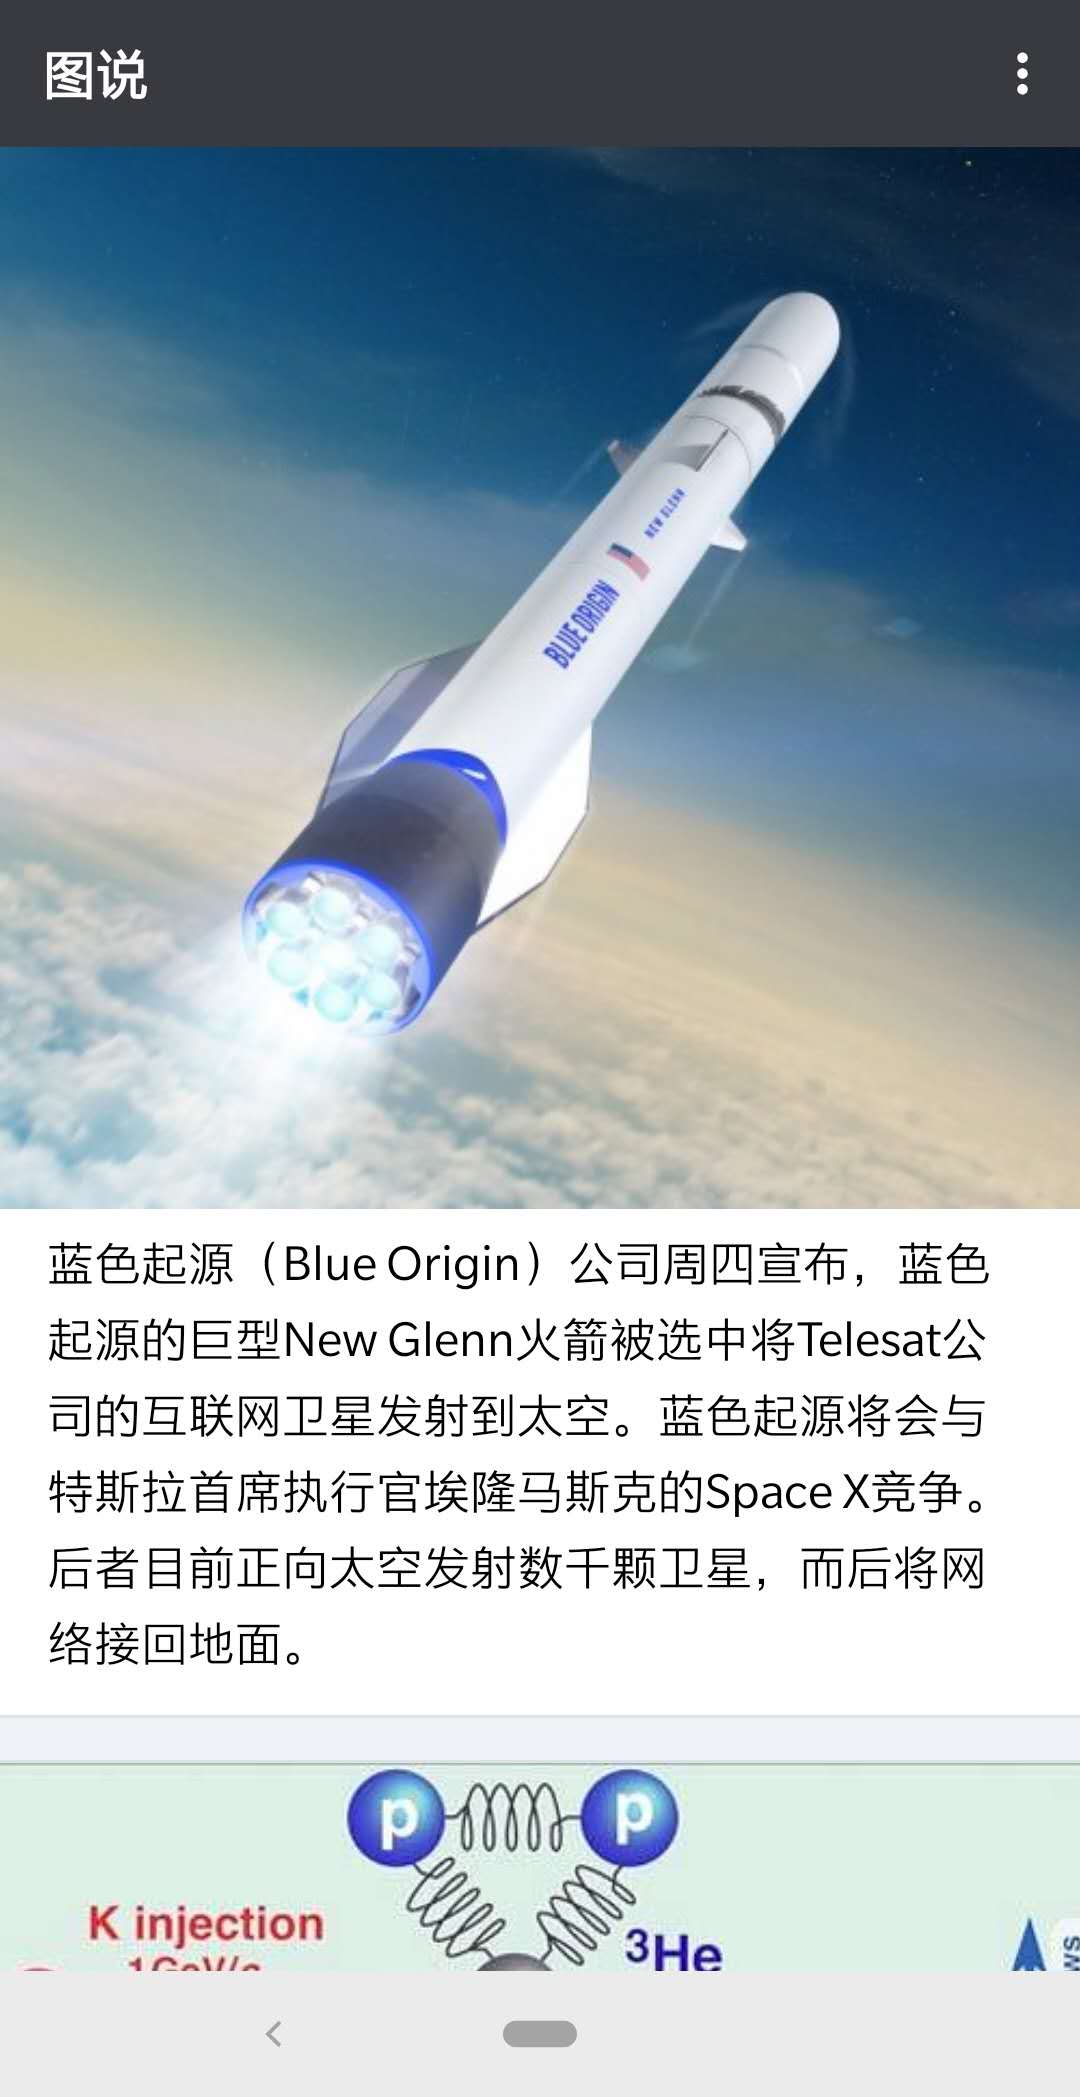 图说
NEW GLENN
BLUE ORIGIN
蓝色起源（Blue Origin）公司周四宣布，蓝色
起源的巨型New Glenn火箭被选中将Telesat公
司的互联网卫星发射到太空。蓝色起源将会与
特斯拉首席执行官埃隆马斯克的Space X竞争。
后者目前正向太空发射数千颗卫星，而后将网
络接回地面。
p p
K injection
3He